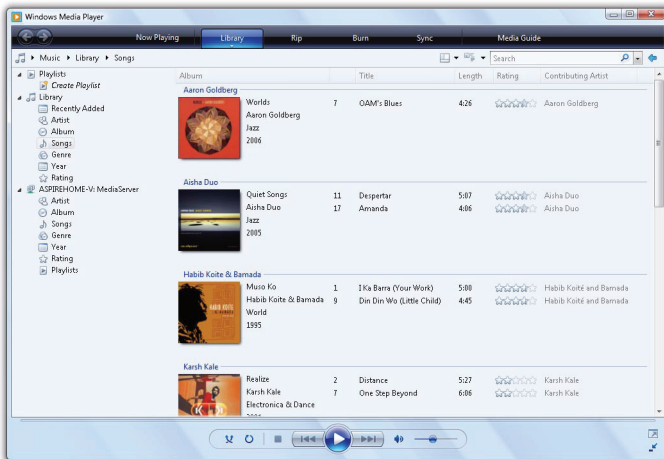 Windows Media Player
Now Playing Library Rip Burn Sync Media Guide
Music Library Songs Search
Playlists
Create Playlist
Library
Recently Added
Artist
Album
Songs
Genre
Year
Rating
ASPIREHOME-V: MediaServer
Artist
Album
Songs
Genre
Year
Rating
Playlists
Album Title Length Rating Contributing Artist
Aaron Goldberg
Worlds 7 OAM's Blues 4:26 Aaron Goldberg
Aaron Goldberg
Jazz
2006
Aisha Duo
Quiet Songs 11 Despertar 5:07 Aisha Duo
Aisha Duo 17 Amanda 4:06 Aisha Duo
Jazz
2005
Habib Koite & Bamada
Muso Ko 1 I Ka Barra (Your Work) 5:00 Habib Koité and Bamada
Habib Koite & Bamada 9 Din Din Wo (Little Child) 4:45 Habib Koité and Bamada
World
1995
HABIB KOITÉ
Karsh Kale
Realize 2 Distance 5:27 Karsh Kale
Karsh Kale 7 One Step Beyond 6:06 Karsh Kale
Electronica & Dance